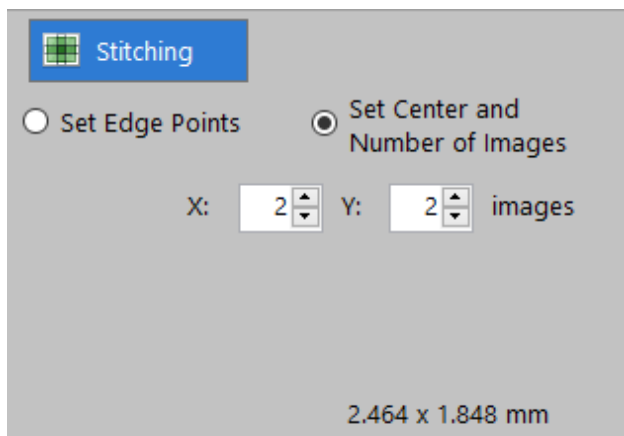 Stitching
Set Edge Points
Set Center and
Number of Images
X: 2 Y: 2 images
2.464 x 1.848 mm